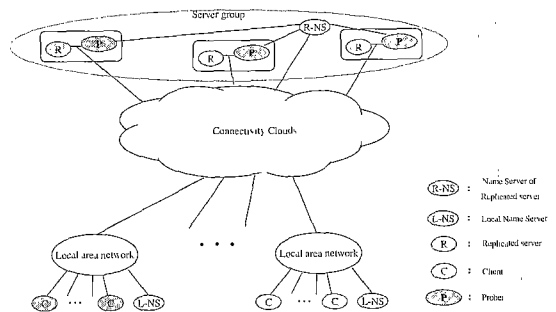 Server group
R-NS
R
P
R
P
R
P
Connectivity Clouds
Local area network
. . .
Local area network
C
...
C
L-NS
C
...
C
L-NS
R-NS : Name Server of
Replicated server
L-NS : Local Name Server
R : Replicated server
C : Client
P : Prober